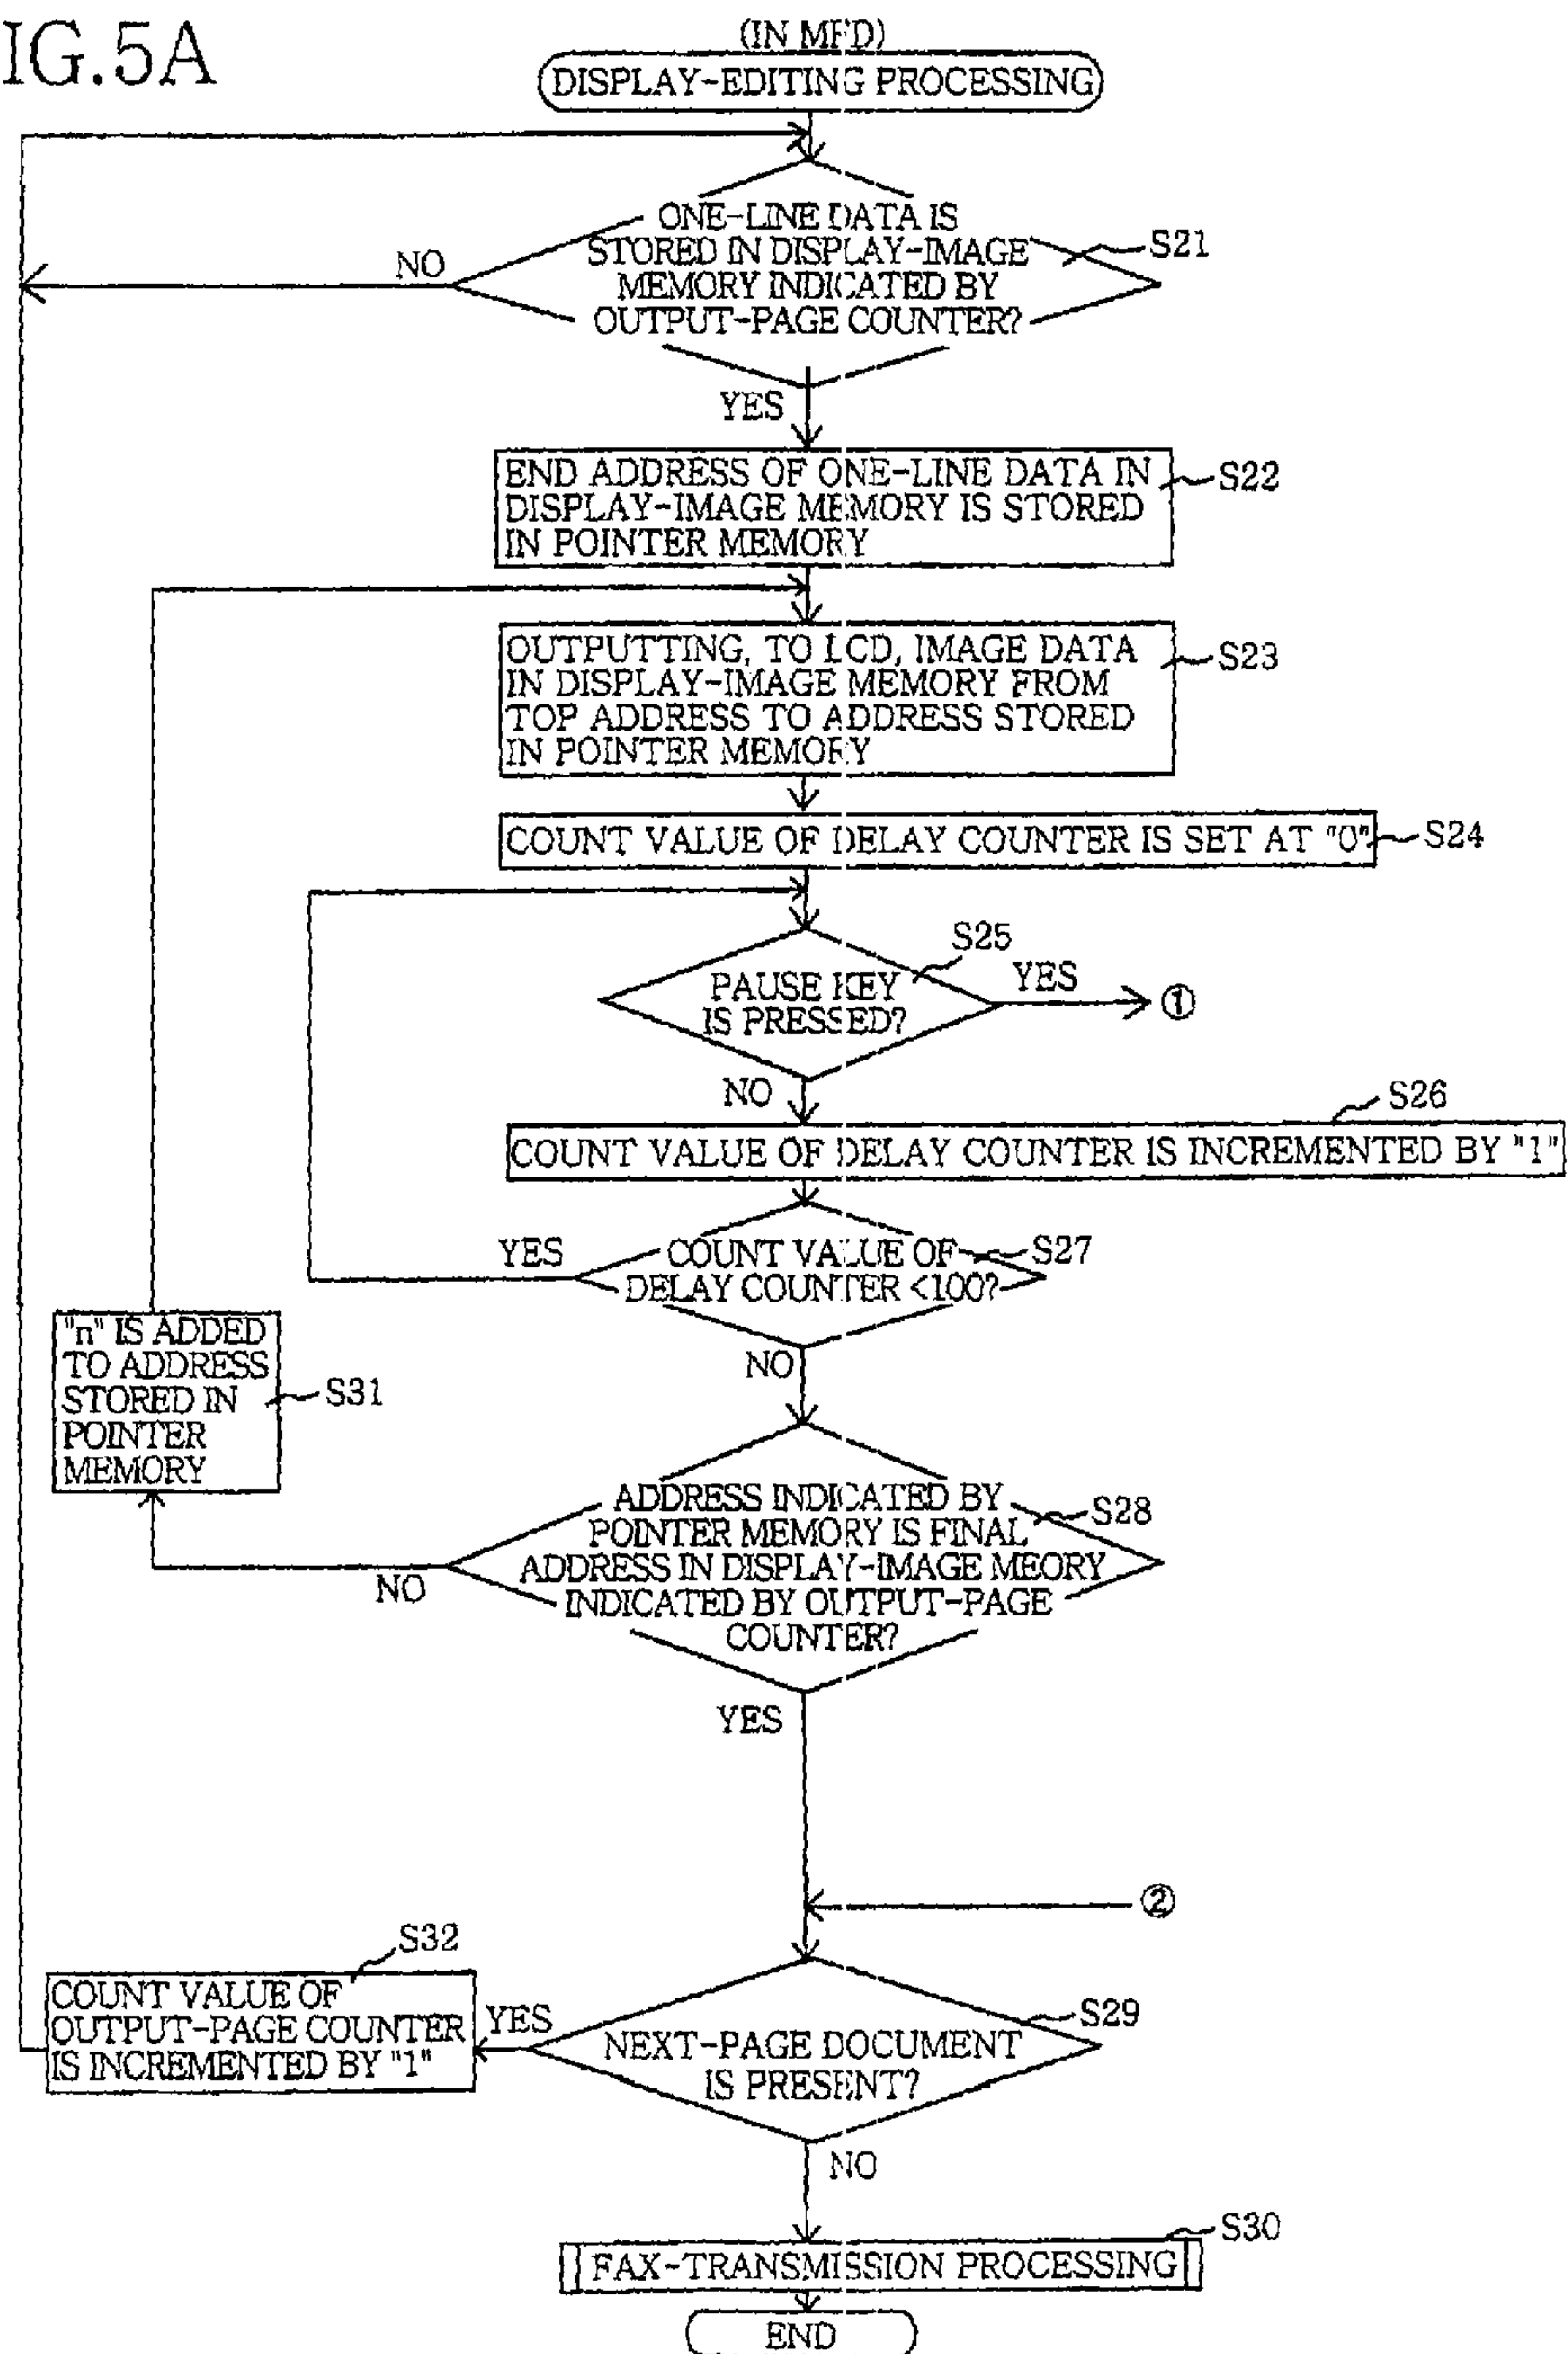 IG.5A
(IN MFD)
DISPLAY-EDITING PROCESSING
ONE-LINE DATA IS
STORED IN DISPLAY-IMAGE
MEMORY INDICATED BY
OUTPUT-PAGE COUNTER?
S21
NO
YES
END ADDRESS OF ONE-LINE DATA IN
DISPLAY-IMAGE MEMORY IS STORED
IN POINTER MEMORY
S22
OUTPUTTING, TO LCD, IMAGE DATA
IN DISPLAY-IMAGE MEMORY FROM
TOP ADDRESS TO ADDRESS STORED
IN POINTER MEMORY
S23
COUNT VALUE OF DELAY COUNTER IS SET AT "0"
S24
PAUSE KEY
IS PRESSED?
S25
YES
①
NO
S26
COUNT VALUE OF DELAY COUNTER IS INCREMENTED BY "1"
YES
COUNT VALUE OF
DELAY COUNTER <100?
S27
NO
"n" IS ADDED
TO ADDRESS
STORED IN
POINTER
MEMORY
S31
ADDRESS INDICATED BY
POINTER MEMORY IS FINAL
ADDRESS IN DISPLAY-IMAGE MEORY
INDICATED BY OUTPUT-PAGE
COUNTER?
S28
NO
YES
②
S32
COUNT VALUE OF
OUTPUT-PAGE COUNTER
IS INCREMENTED BY "1"
YES
NEXT-PAGE DOCUMENT
IS PRESENT?
S29
NO
S30
FAX-TRANSMISSION PROCESSING
END